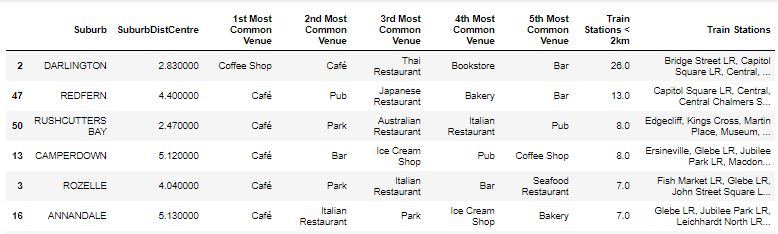 Suburb SuburbDistCentre 1st Most Common Venue 2nd Most Common Venue 3rd Most Common Venue 4th Most Common Venue 5th Most Common Venue Train Stations < 2km Train Stations
2 DARLINGTON 2.830000 Coffee Shop Café Thai Restaurant Bookstore Bar 26.0 Bridge Street LR, Capitol Square LR, Central, ...
47 REDFERN 4.400000 Café Pub Japanese Restaurant Bakery Bar 13.0 Capitol Square LR, Central, Central Chalmers S...
50 RUSHCUTTERS BAY 2.470000 Café Park Australian Restaurant Italian Restaurant Pub 8.0 Edgecliff, Kings Cross, Martin Place, Museum, ...
13 CAMPERDOWN 5.120000 Café Bar Ice Cream Shop Pub Coffee Shop 8.0 Ersineville, Glebe LR, Jubilee Park LR, Macdon...
3 ROZELLE 4.040000 Café Park Italian Restaurant Bar Seafood Restaurant 7.0 Fish Market LR, Glebe LR, John Street Square L...
16 ANNANDALE 5.130000 Café Italian Restaurant Park Ice Cream Shop Bakery 7.0 Glebe LR, Jubilee Park LR, Leichhardt North LR...